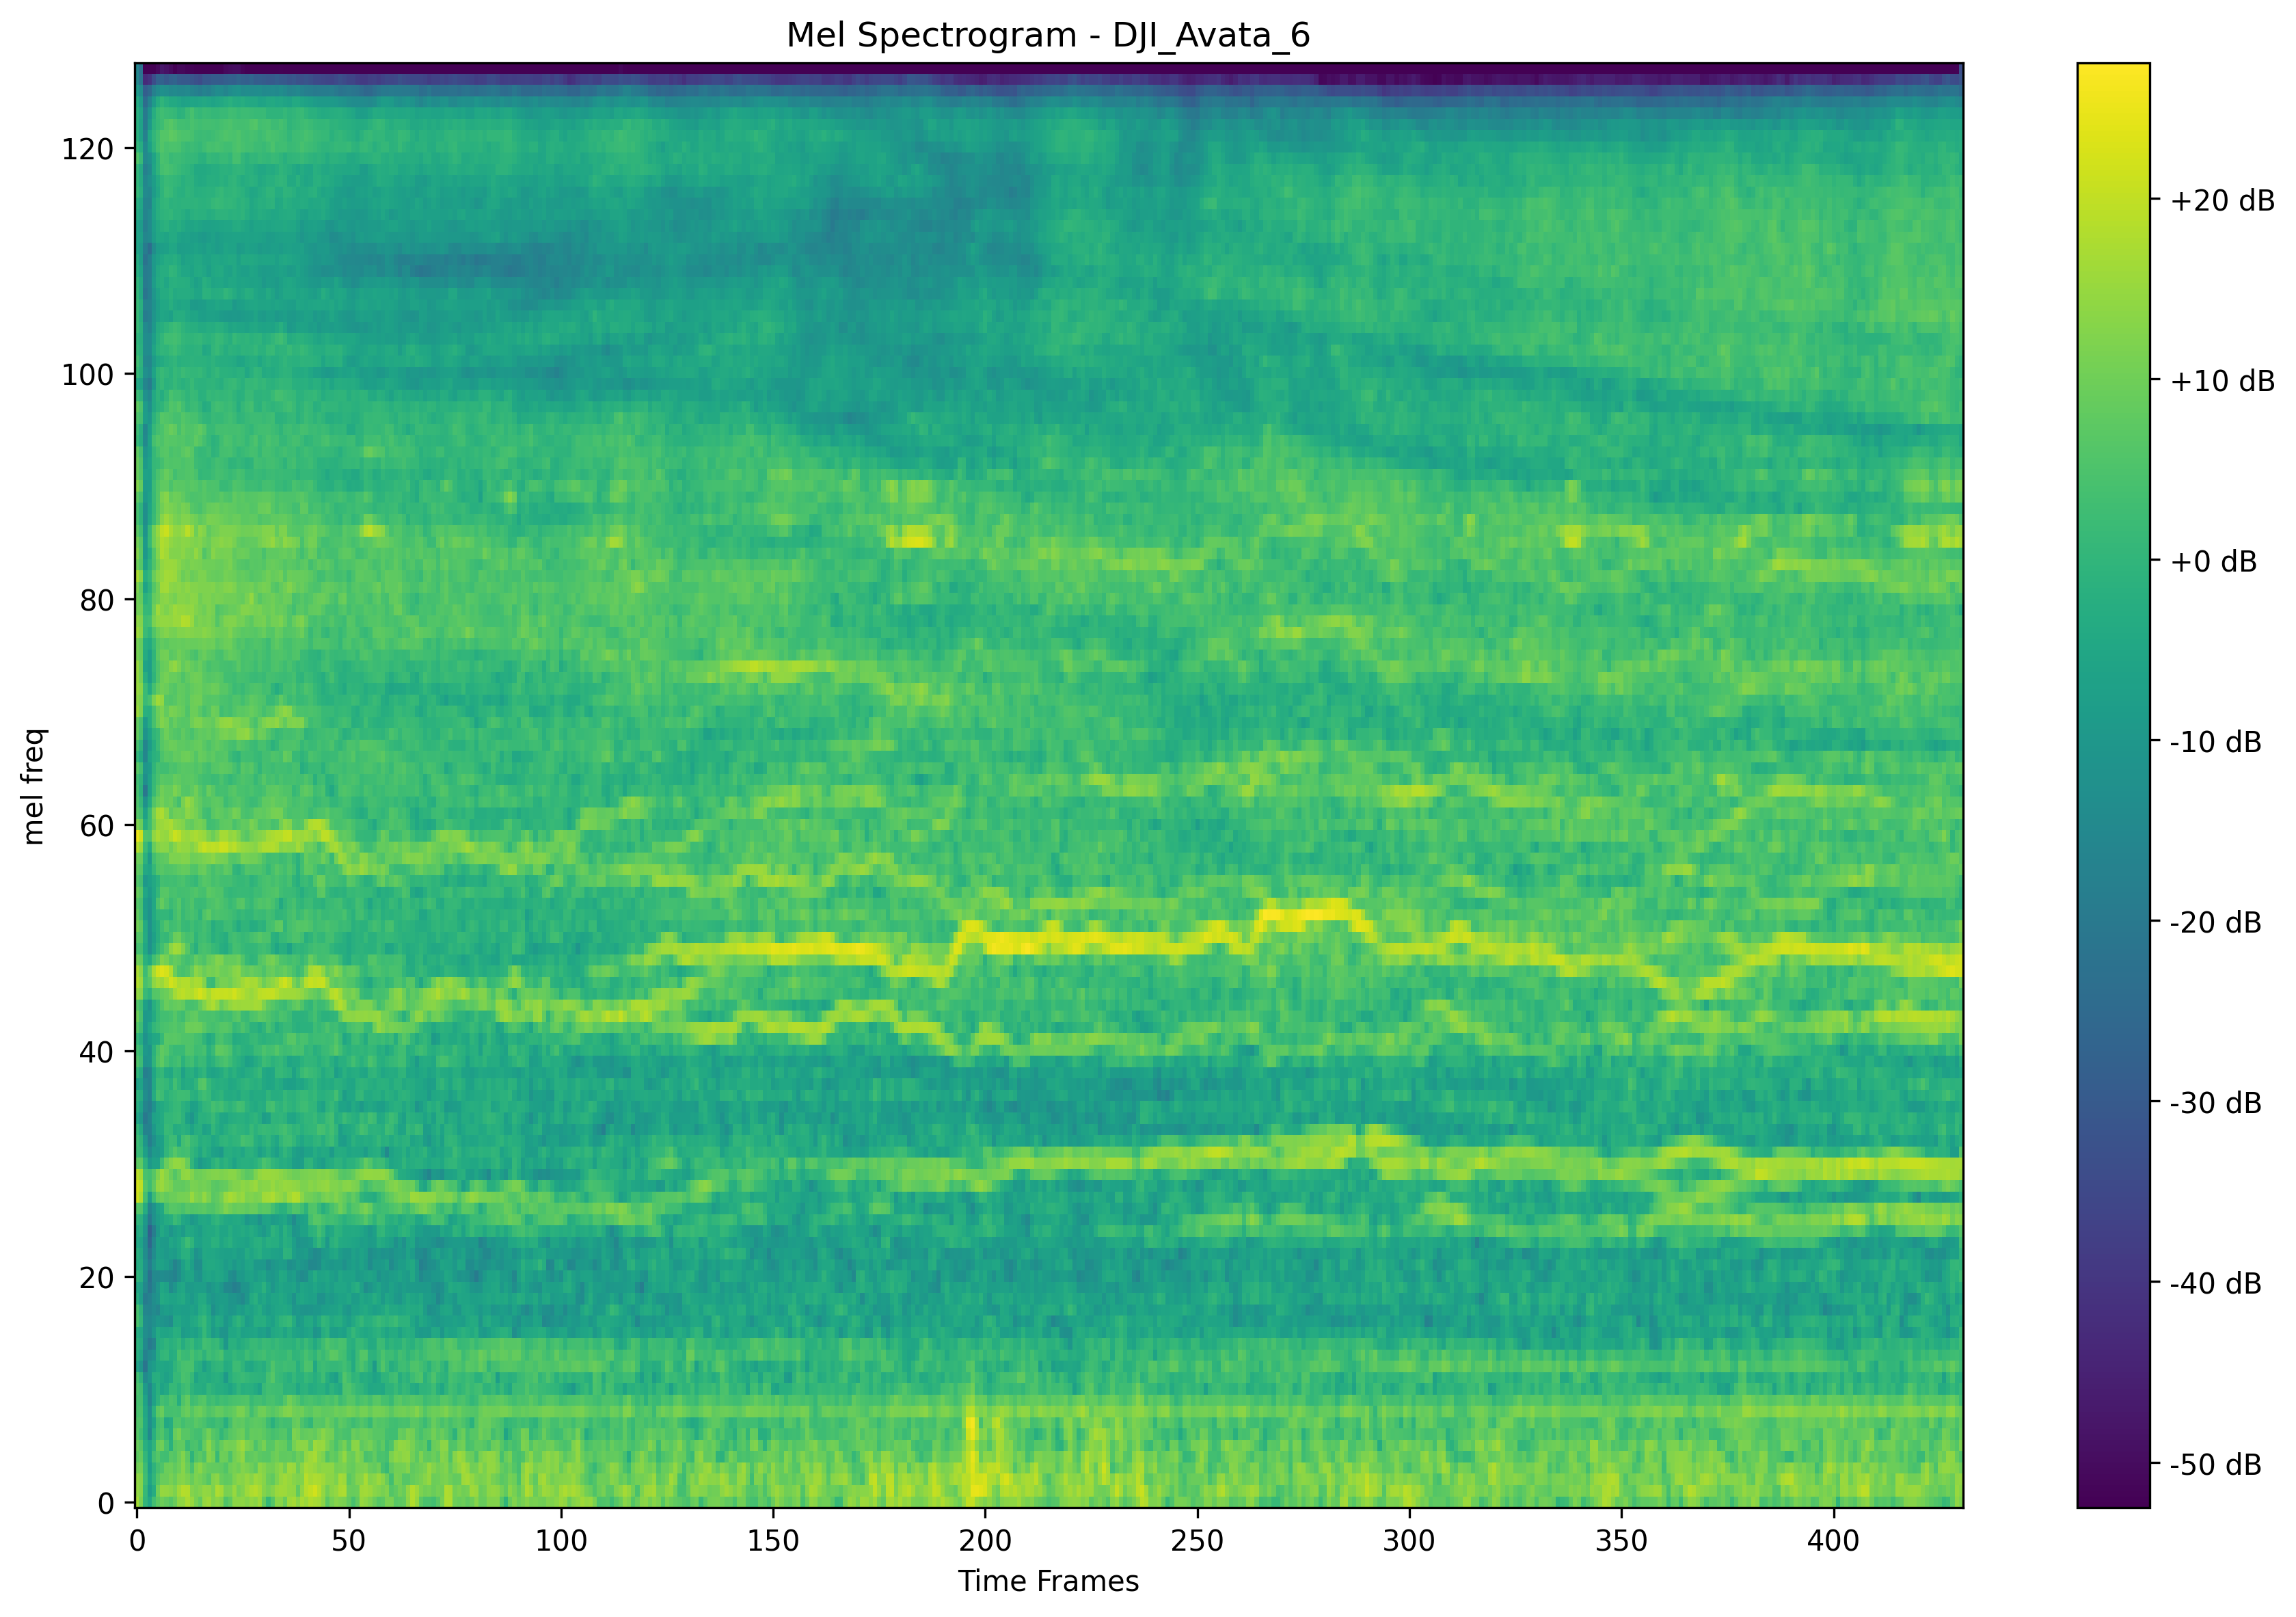 Mel Spectrogram - DJI_Avata_6
mel freq
120
100
80
60
40
20
0
0 50 100 150 200 250 300 350 400
Time Frames
+20 dB
+10 dB
+0 dB
-10 dB
-20 dB
-30 dB
-40 dB
-50 dB